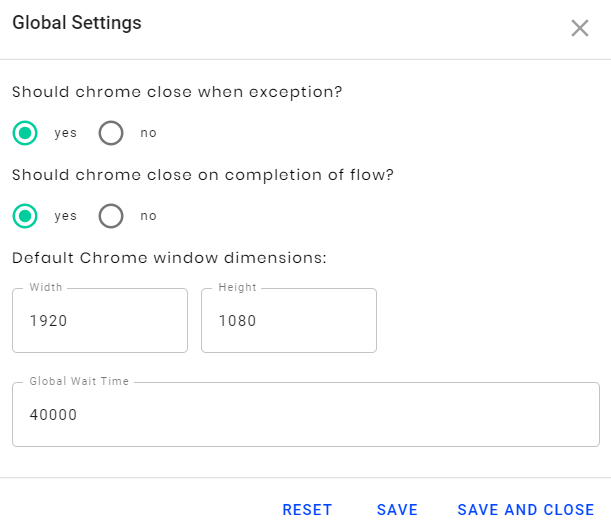 Global Settings
Should chrome close when exception?
yes no
Should chrome close on completion of flow?
yes no
Default Chrome window dimensions:
Width Height
1920 1080
Global Wait Time
40000
RESET SAVE SAVE AND CLOSE